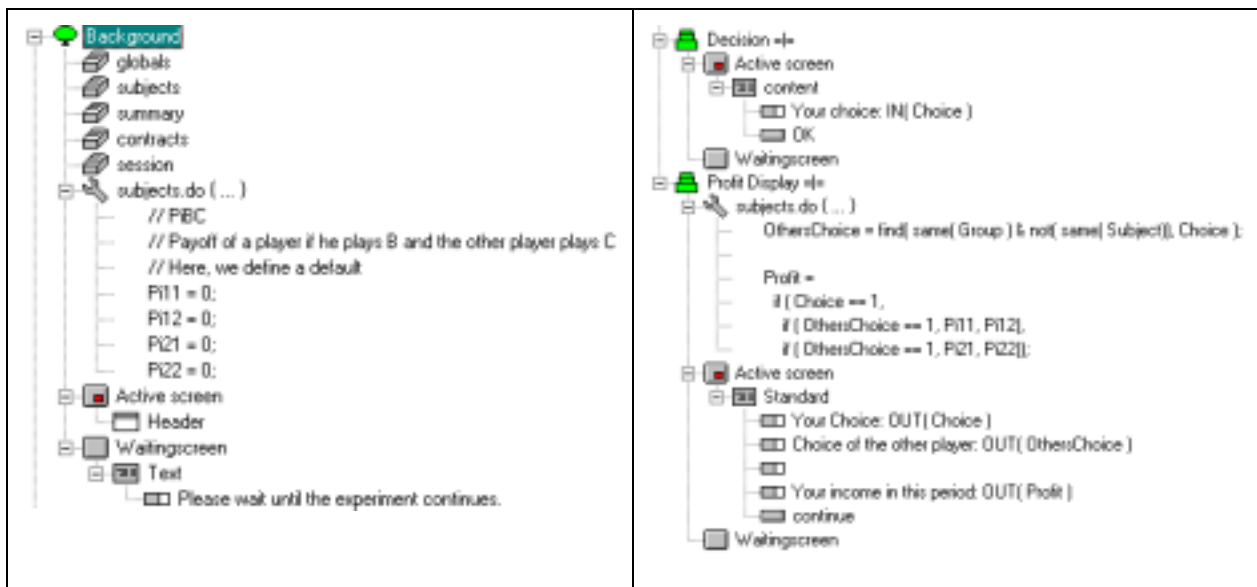 Background
globals
subjects
summary
contracts
session
subjects.do { ... }
// PiBC
// Payoff of a player if he plays B and the other player plays C
// Here, we define a default
Pi11 = 0;
Pi12 = 0;
Pi21 = 0;
Pi22 = 0;
Active screen
Header
Waitingscreen
Text
Please wait until the experiment continues.
Decision =|=
Active screen
content
Your choice: IN( Choice )
OK
Waitingscreen
Profit Display =|=
subjects.do { ... }
OthersChoice = find( same( Group ) & not( same( Subject)), Choice );
Profit =
if ( Choice == 1,
if ( OthersChoice == 1, Pi11, Pi12),
if ( OthersChoice == 1, Pi21, Pi22));
Active screen
Standard
Your Choice: OUT( Choice )
Choice of the other player: OUT( OthersChoice )
Your income in this period: OUT( Profit )
continue
Waitingscreen